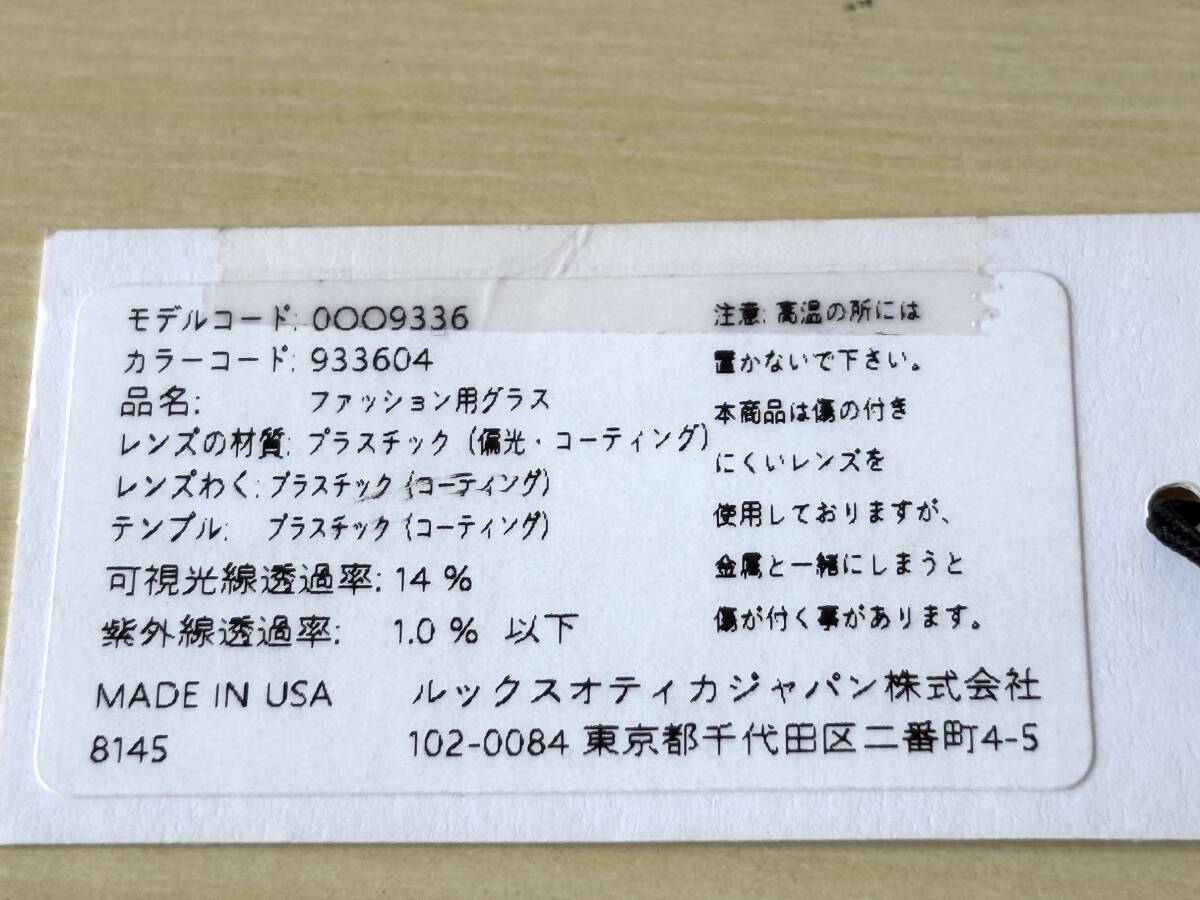 モデルコード: 0OO9336
カラーコード: 933604
品名: ファッション用グラス
レンズの材質: プラスチック (偏光・コーティング)
レンズわく: プラスチック (コーティング)
テンプル: プラスチック (コーティング)
可視光線透過率: 14 %
紫外線透過率: 1.0 % 以下
注意: 高温の所には
置かないで下さい。
本商品は傷の付き
にくいレンズを
使用しておりますが、
金属と一緒にしまうと
傷が付く事があります。
MADE IN USA ルックスオティカジャパン株式会社
8145 102-0084 東京都千代田区二番町4-5